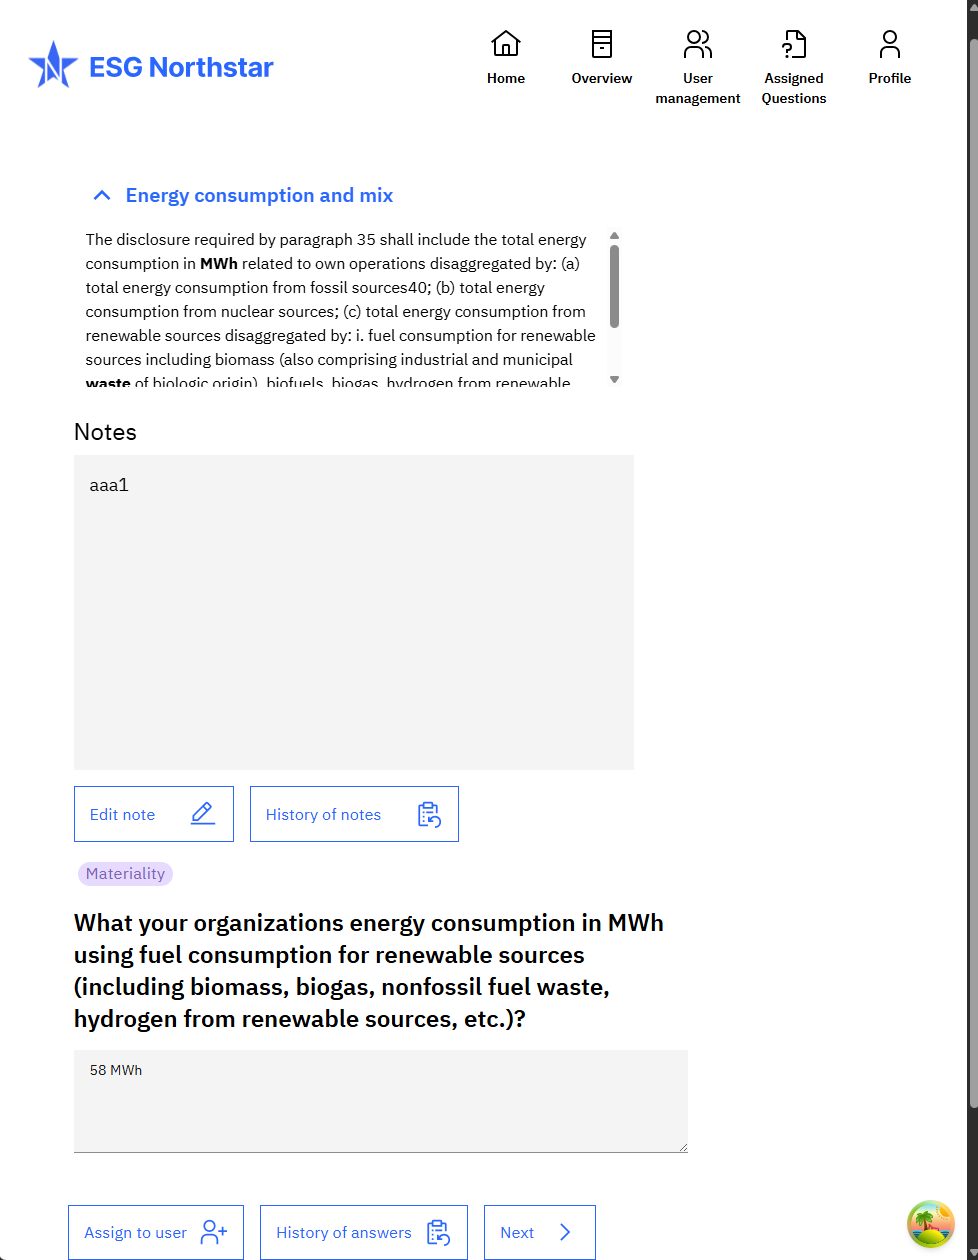 ESG Northstar
Home
Overview
User
management
Assigned
Questions
Profile
Energy consumption and mix
The disclosure required by paragraph 35 shall include the total energy
consumption in MWh related to own operations disaggregated by: (a)
total energy consumption from fossil sources40; (b) total energy
consumption from nuclear sources; (c) total energy consumption from
renewable sources disaggregated by: i. fuel consumption for renewable
sources including biomass (also comprising industrial and municipal
waste of biologic origin), biofuels, biogas, hydrogen from renewable
Notes
aaa1
Edit note
History of notes
Materiality
What your organizations energy consumption in MWh
using fuel consumption for renewable sources
(including biomass, biogas, nonfossil fuel waste,
hydrogen from renewable sources, etc.)?
58 MWh
Assign to user
History of answers
Next